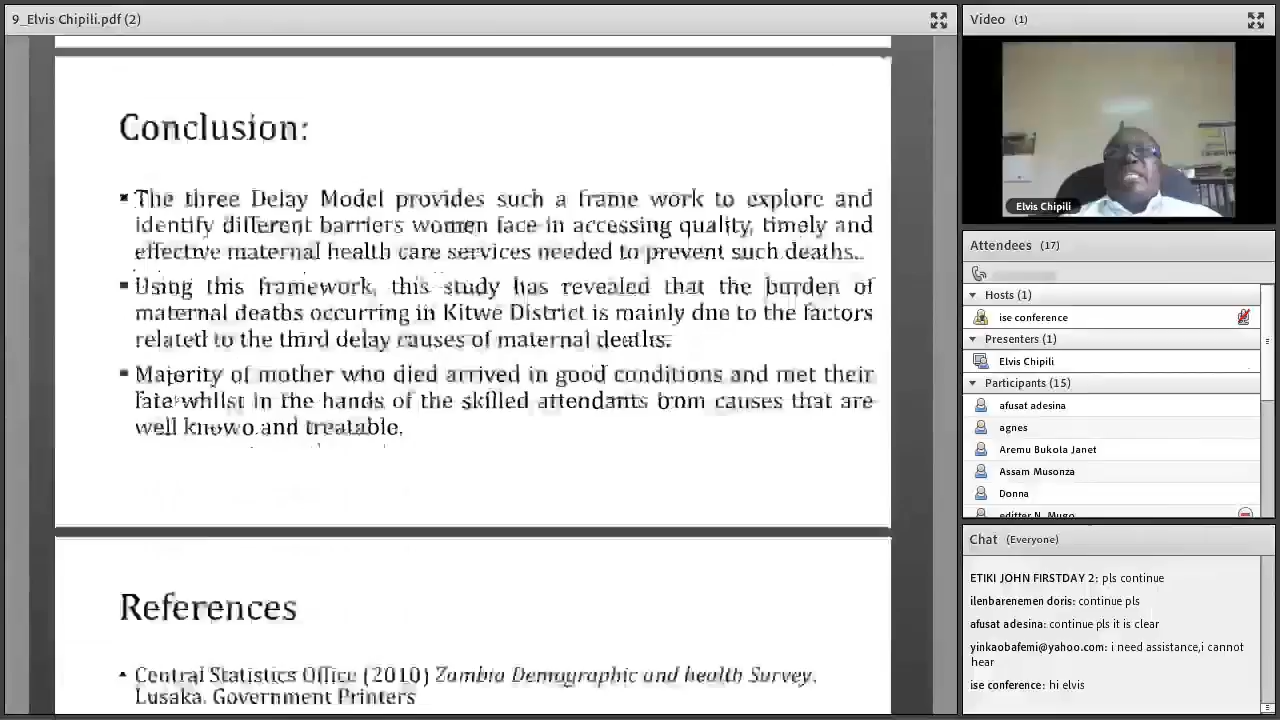 9_Elvis Chipili.pdf (2)
Conclusion:
▪ The three Delay Model provides such a frame work to explore and
identify different barriers women face in accessing quality, timely and
effective maternal health care services needed to prevent such deaths..
▪ Using this framework, this study has revealed that the burden of
maternal deaths occurring in Kitwe District is mainly due to the factors
related to the third delay causes of maternal deaths.
▪ Majority of mother who died arrived in good conditions and met their
fate whilst in the hands of the skilled attendants from causes that are
well known and treatable.
References
▪ Central Statistics Office (2010) Zambia Demographic and health Survey.
Lusaka. Government Printers
Video (1)
Elvis Chipili
Attendees (17)
Hosts (1)
ise conference
Presenters (1)
Elvis Chipili
Participants (15)
afusat adesina
agnes
Aremu Bukola Janet
Assam Musonza
Donna
editter N. Mugo
Chat (Everyone)
ETIKI JOHN FIRSTDAY 2: pls continue
ilenbarenemen doris: continue pls
afusat adesina: continue pls it is clear
yinkaobafemi@yahoo.com: i need assistance,i cannot
hear
ise conference: hi elvis